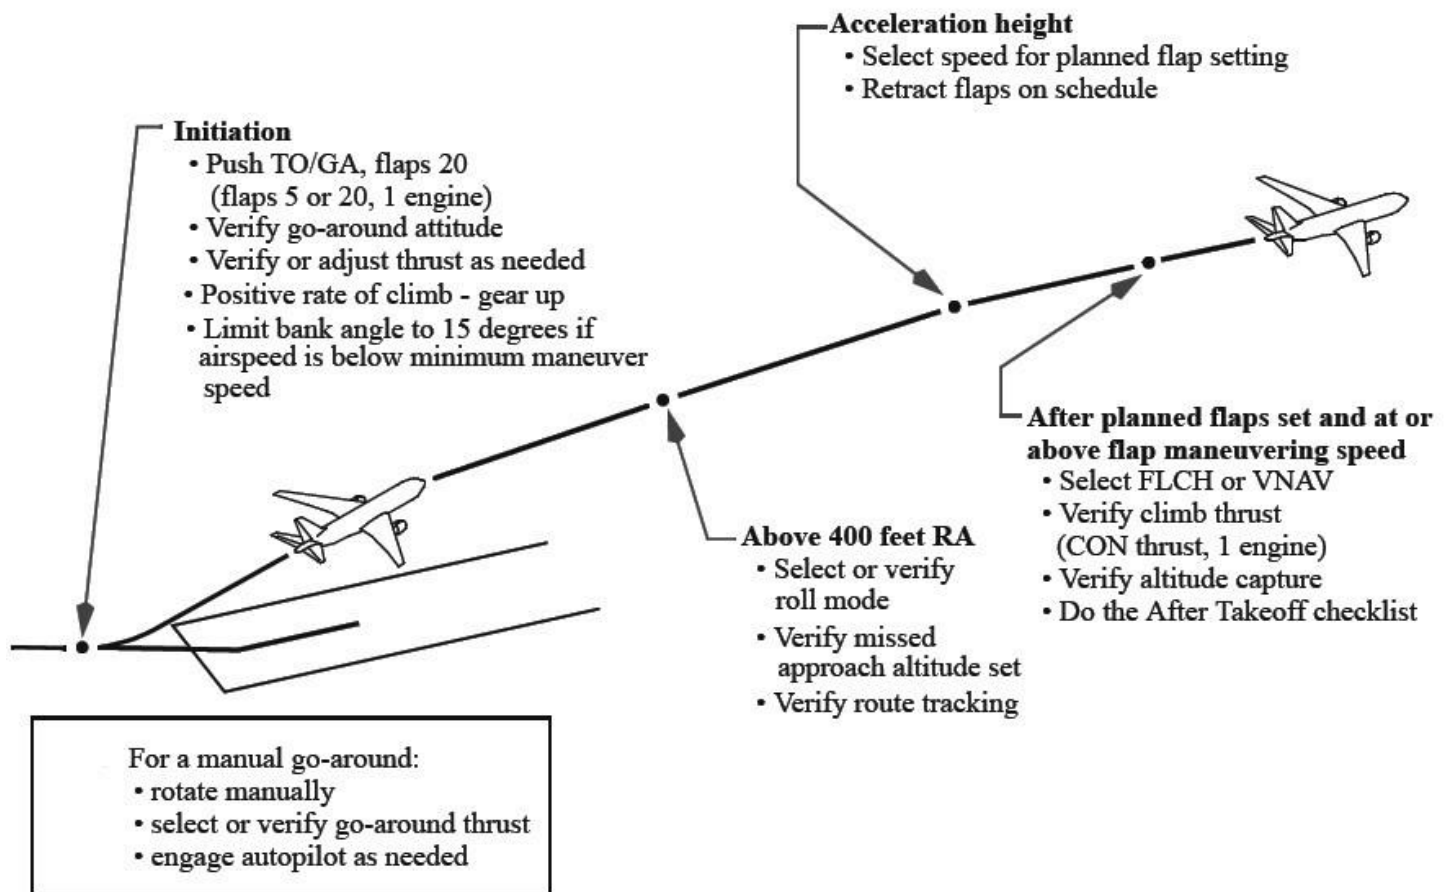 Acceleration height
• Select speed for planned flap setting
• Retract flaps on schedule
Initiation
• Push TO/GA, flaps 20
(flaps 5 or 20, 1 engine)
• Verify go-around attitude
• Verify or adjust thrust as needed
• Positive rate of climb - gear up
• Limit bank angle to 15 degrees if
airspeed is below minimum maneuver
speed
After planned flaps set and at or
above flap maneuvering speed
• Select FLCH or VNAV
• Verify climb thrust
(CON thrust, 1 engine)
• Verify altitude capture
• Do the After Takeoff checklist
Above 400 feet RA
• Select or verify
roll mode
• Verify missed
approach altitude set
• Verify route tracking
For a manual go-around:
• rotate manually
• select or verify go-around thrust
• engage autopilot as needed